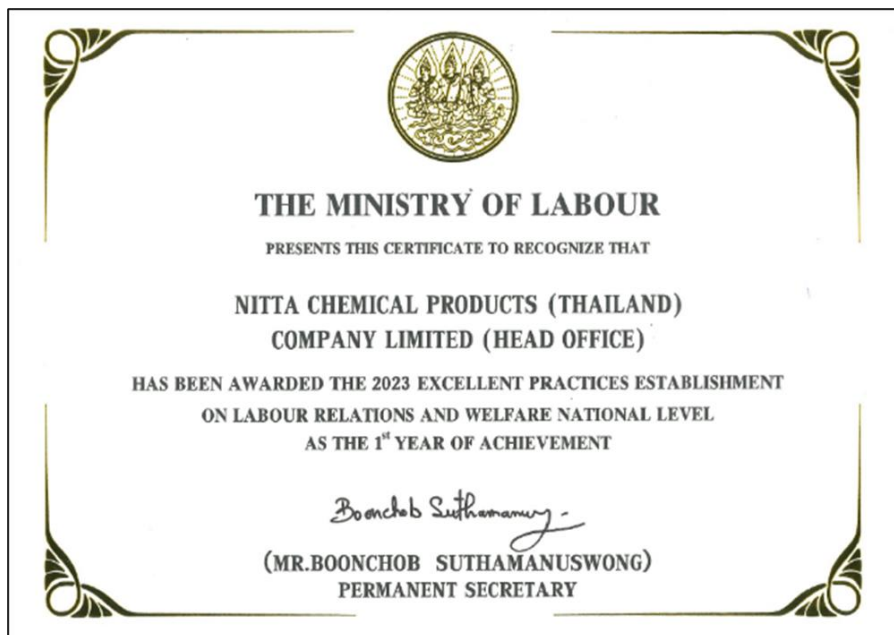 THE MINISTRY OF LABOUR
PRESENTS THIS CERTIFICATE TO RECOGNIZE THAT
NITTA CHEMICAL PRODUCTS (THAILAND)
COMPANY LIMITED (HEAD OFFICE)
HAS BEEN AWARDED THE 2023 EXCELLENT PRACTICES ESTABLISHMENT
ON LABOUR RELATIONS AND WELFARE NATIONAL LEVEL
AS THE 1st YEAR OF ACHIEVEMENT
Boonchob Suthamanuswong
(MR.BOONCHOB SUTHAMANUSWONG)
PERMANENT SECRETARY